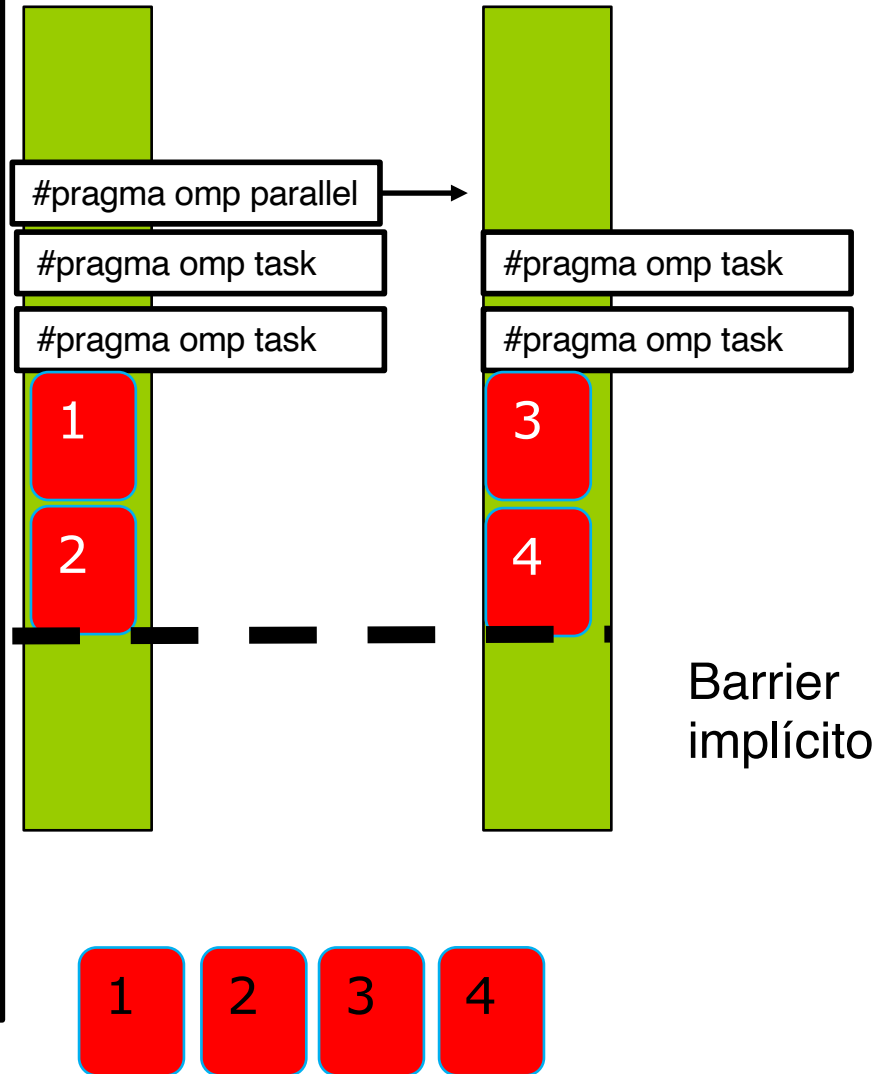 #pragma omp parallel
#pragma omp task
#pragma omp task
#pragma omp task
#pragma omp task
1
3
2
4
Barrier
implícito
1 2 3 4